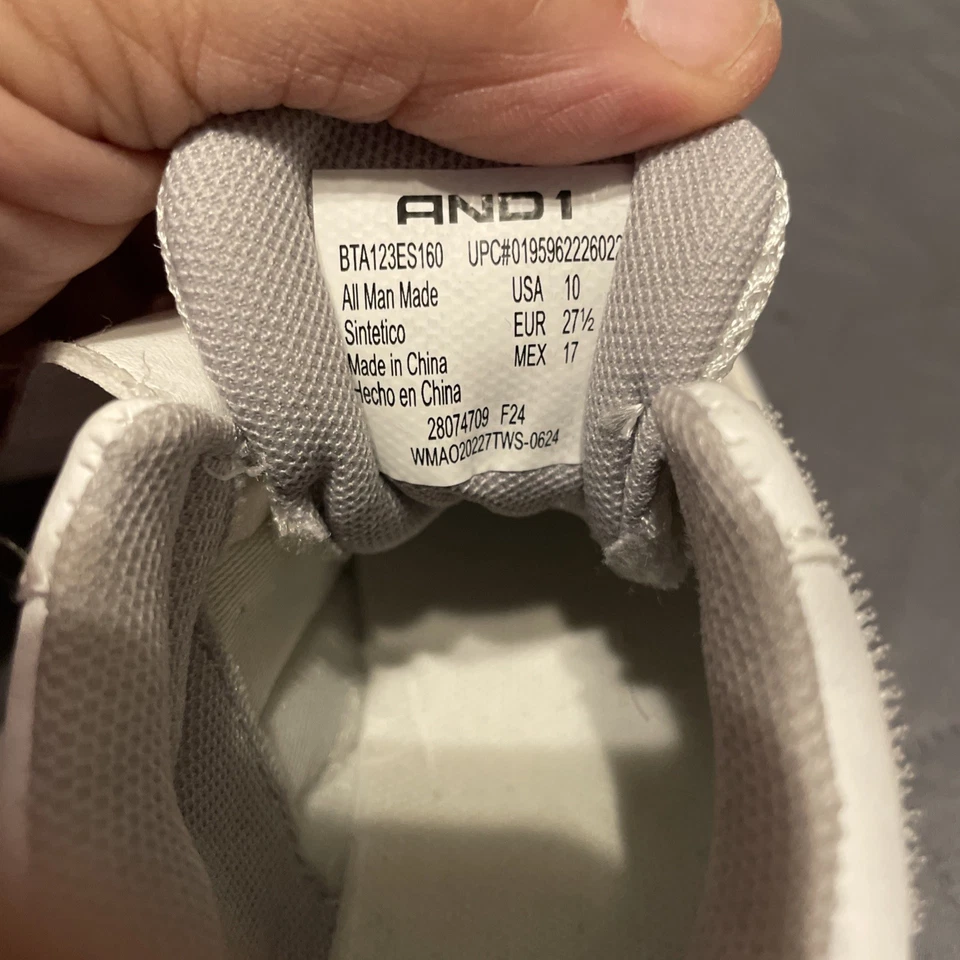 AND1
BTA123ES160 UPC#0195962226022
All Man Made USA 10
Sintetico EUR 27½
Made in China MEX 17
Hecho en China
28074709 F24
WMAO20227TWS-0624